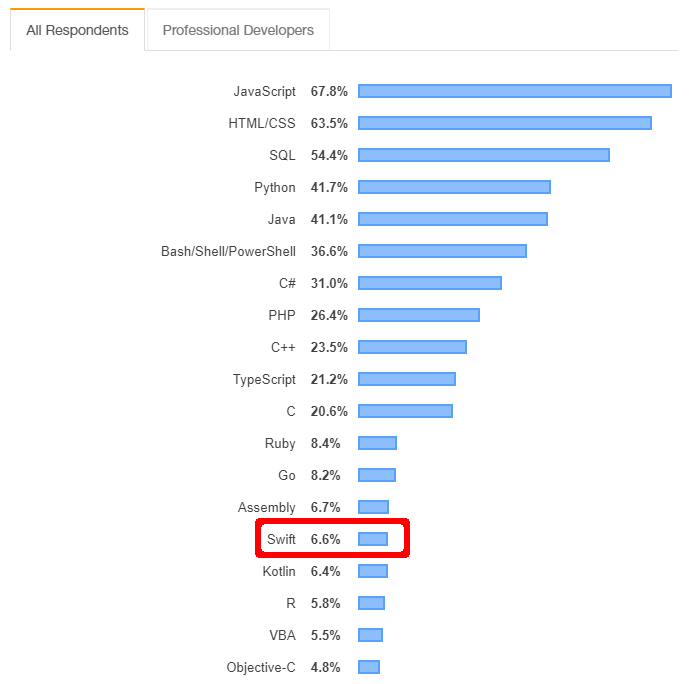 All Respondents Professional Developers
JavaScript 67.8%
HTML/CSS 63.5%
SQL 54.4%
Python 41.7%
Java 41.1%
Bash/Shell/PowerShell 36.6%
C# 31.0%
PHP 26.4%
C++ 23.5%
TypeScript 21.2%
C 20.6%
Ruby 8.4%
Go 8.2%
Assembly 6.7%
Swift 6.6%
Kotlin 6.4%
R 5.8%
VBA 5.5%
Objective-C 4.8%